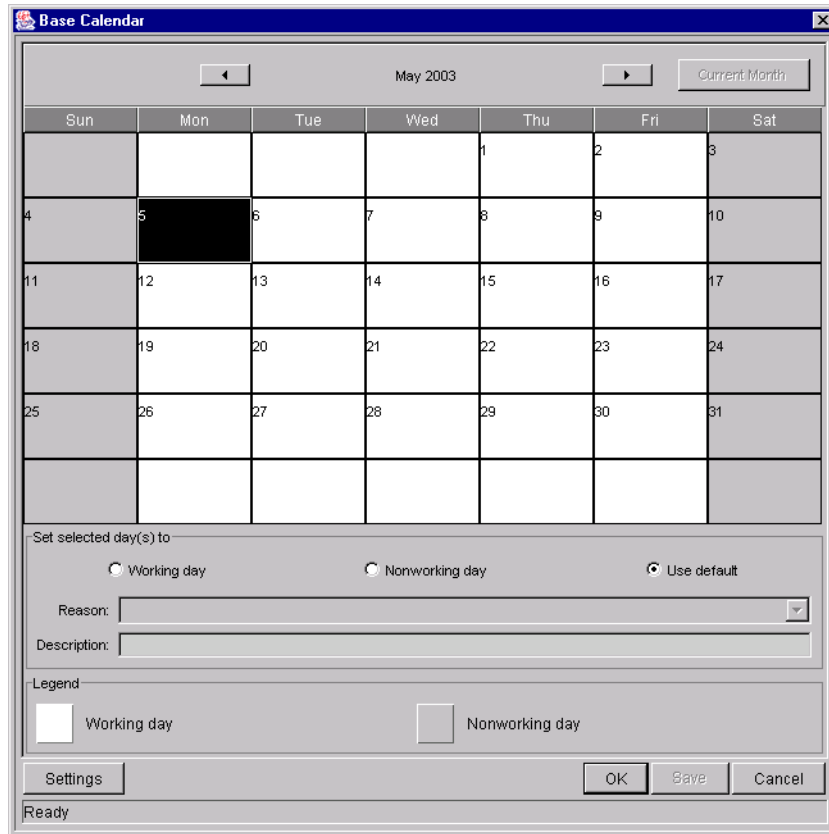 Base Calendar
May 2003 Current Month
Sun Mon Tue Wed Thu Fri Sat
1 2 3
4 5 6 7 8 9 10
11 12 13 14 15 16 17
18 19 20 21 22 23 24
25 26 27 28 29 30 31
Set selected day(s) to
Working day Nonworking day Use default
Reason:
Description:
Legend
Working day Nonworking day
Settings OK Save Cancel
Ready